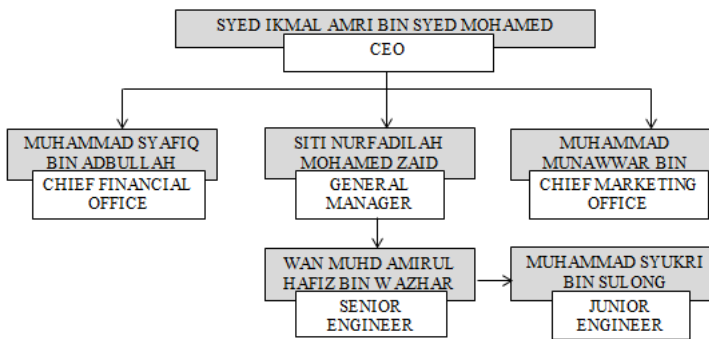 SYED IKMAL AMRI BIN SYED MOHAMED
CEO
MUHAMMAD SYAFIQ
BIN ADBULLAH
CHIEF FINANCIAL
OFFICE
SITI NURFADILAH
MOHAMED ZAID
GENERAL
MANAGER
MUHAMMAD
MUNAWWAR BIN
CHIEF MARKETING
OFFICE
WAN MUHD AMIRUL
HAFIZ BIN W AZHAR
SENIOR
ENGINEER
MUHAMMAD SYUKRI
BIN SULONG
JUNIOR
ENGINEER